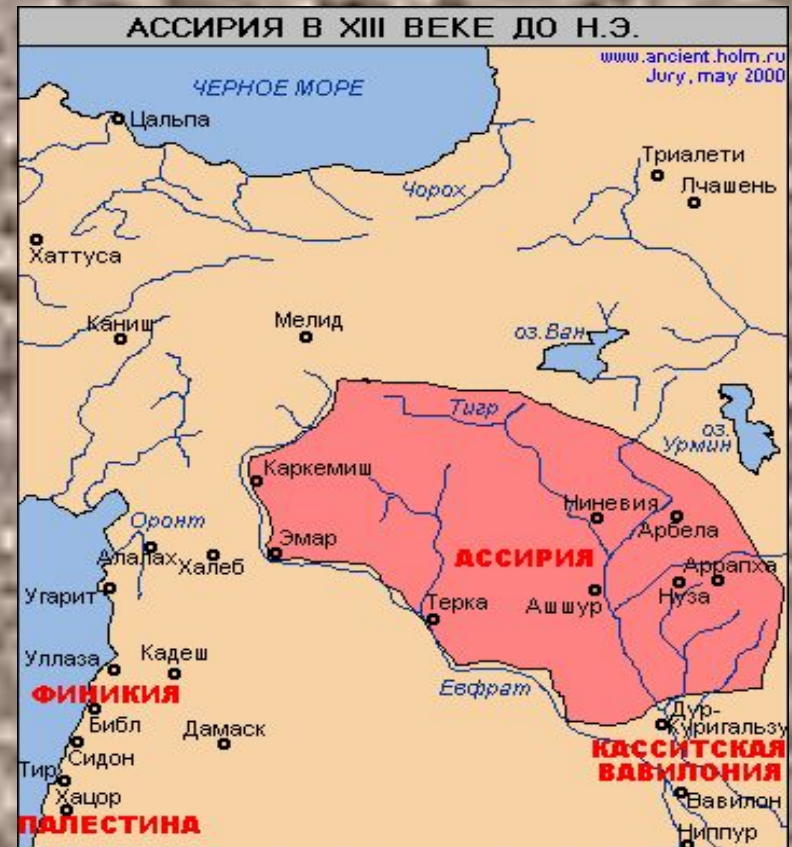 АССИРИЯ В XIII ВЕКЕ ДО Н.Э.
www.ancient.holm.ru
Jury, may 2000
ЧЕРНОЕ МОРЕ
Цальпа
Триалети
Чорох
Лчашень
Хаттуса
Каниш
Мелид
оз.Ван
Тигр
оз.
Урмия
Каркемиш
Ниневия
Арбела
Оронт
Эмар
Алалах
Халеб
АССИРИЯ
Аррапха
Угарит
Терка
Ашшур
Нуза
Уллаза
Кадеш
Евфрат
ФИНИКИЯ
Библ
Дамаск
Дур-
Куригальзу
Сидон
КАССИТСКАЯ
ВАВИЛОНИЯ
Тир
Хацор
Вавилон
ПАЛЕСТИНА
Ниппур